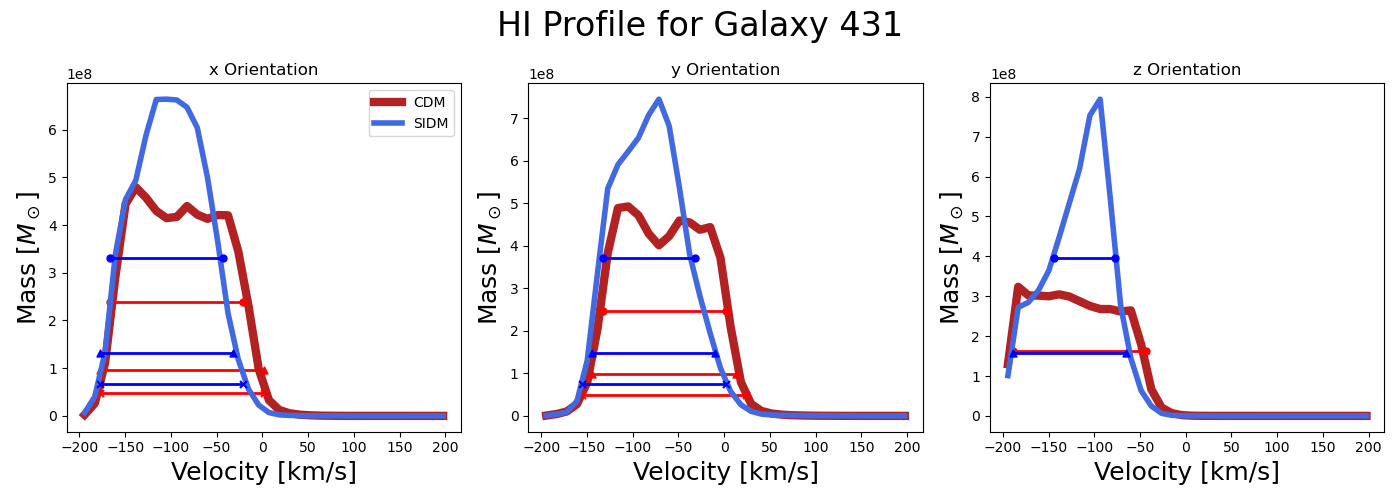 HI Profile for Galaxy 431
x Orientation
1e8
CDM
SIDM
6
5
4
3
2
1
0
Mass [M_⊙]
−200 −150 −100 −50 0 50 100 150 200
Velocity [km/s]
y Orientation
1e8
7
6
5
4
3
2
1
0
Mass [M_⊙]
−200 −150 −100 −50 0 50 100 150 200
Velocity [km/s]
z Orientation
1e8
8
7
6
5
4
3
2
1
0
Mass [M_⊙]
−200 −150 −100 −50 0 50 100 150 200
Velocity [km/s]